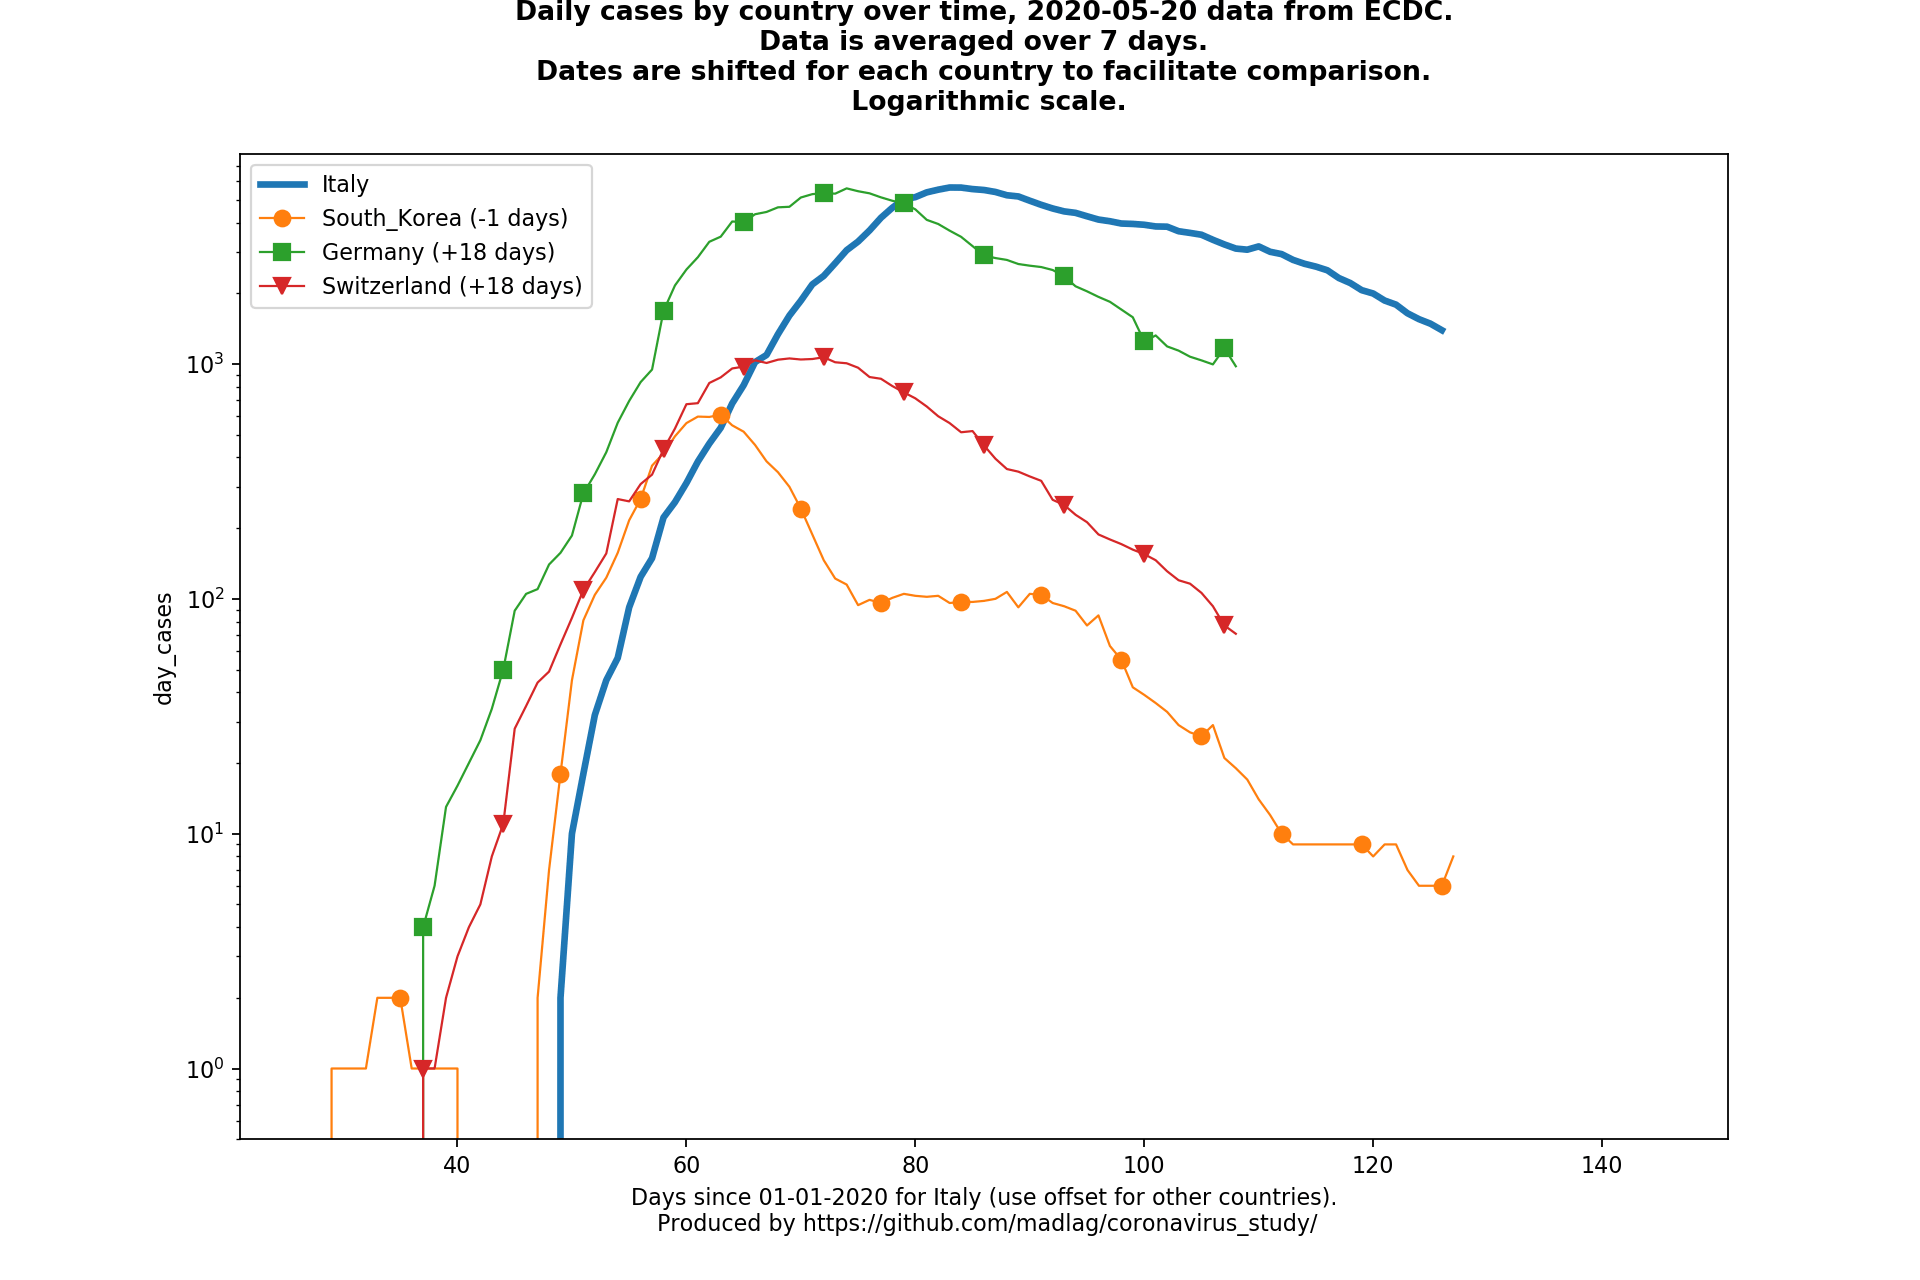 Daily cases by country over time, 2020-05-20 data from ECDC.
Data is averaged over 7 days.
Dates are shifted for each country to facilitate comparison.
Logarithmic scale.
Italy
South_Korea (-1 days)
Germany (+18 days)
Switzerland (+18 days)
10³
10²
10¹
10⁰
day_cases
40 60 80 100 120 140
Days since 01-01-2020 for Italy (use offset for other countries).
Produced by https://github.com/madlag/coronavirus_study/